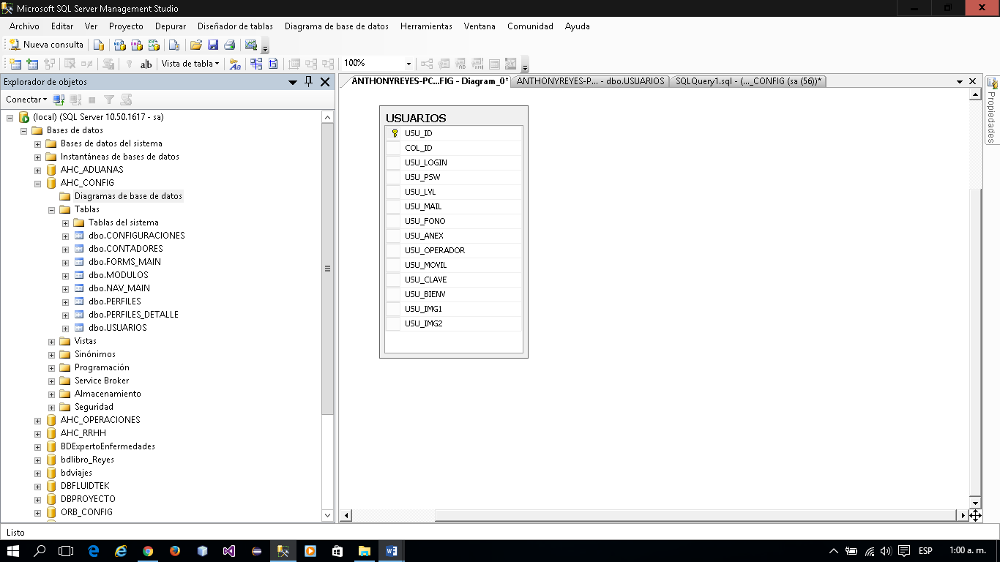 Microsoft SQL Server Management Studio
Archivo Editar Ver Proyecto Depurar Diseñador de tablas Diagrama de base de datos Herramientas Ventana Comunidad Ayuda
Nueva consulta
Vista de tabla 100%
Explorador de objetos
ANTHONYREYES-PC...FIG - Diagram_0* ANTHONYREYES-P... - dbo.USUARIOS SQLQuery1.sql - (..._CONFIG (sa (56))*
Conectar
Propiedades
(local) (SQL Server 10.50.1617 - sa)
Bases de datos
Bases de datos del sistema
Instantáneas de bases de datos
AHC_ADUANAS
AHC_CONFIG
Diagramas de base de datos
Tablas
Tablas del sistema
dbo.CONFIGURACIONES
dbo.CONTADORES
dbo.FORMS_MAIN
dbo.MODULOS
dbo.NAV_MAIN
dbo.PERFILES
dbo.PERFILES_DETALLE
dbo.USUARIOS
Vistas
Sinónimos
Programación
Service Broker
Almacenamiento
Seguridad
AHC_OPERACIONES
AHC_RRHH
BDExpertoEnfermedades
bdlibro_Reyes
bdviajes
DBFLUIDTEK
DBPROYECTO
ORB_CONFIG
USUARIOS
USU_ID
COL_ID
USU_LOGIN
USU_PSW
USU_LVL
USU_MAIL
USU_FONO
USU_ANEX
USU_OPERADOR
USU_MOVIL
USU_CLAVE
USU_BIENV
USU_IMG1
USU_IMG2
Listo
ESP 1:00 a. m.